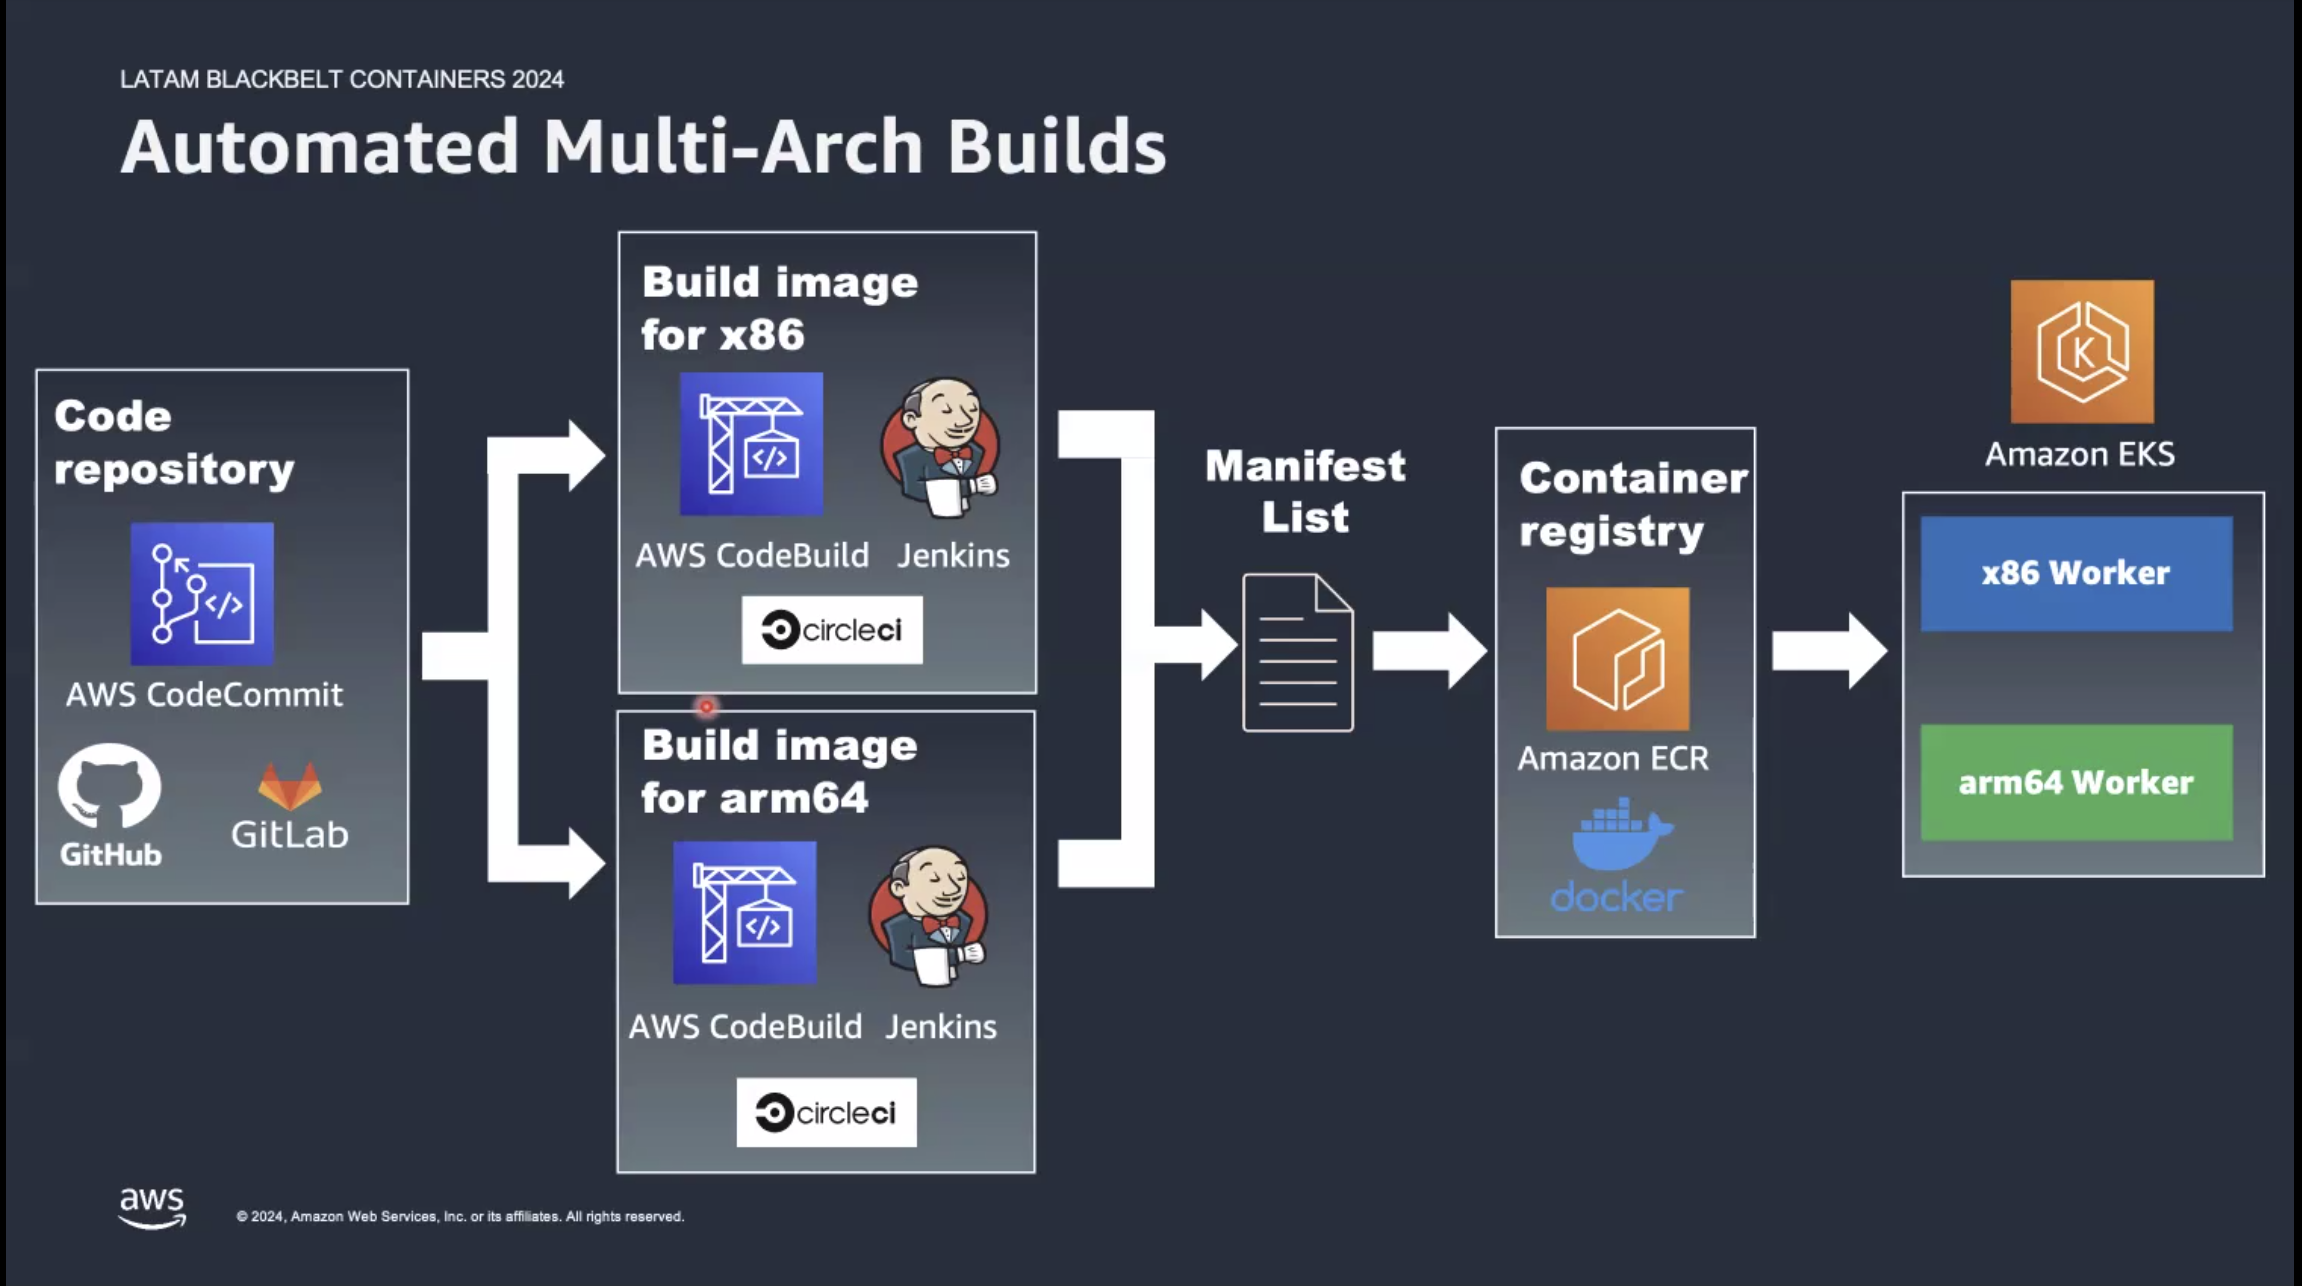 LATAM BLACKBELT CONTAINERS 2024
Automated Multi-Arch Builds
Code
repository
AWS CodeCommit
GitHub
GitLab
Build image
for x86
</>
AWS CodeBuild
Jenkins
circleci
Build image
for arm64
</>
AWS CodeBuild
Jenkins
circleci
Manifest
List
Container
registry
Amazon ECR
docker
K
Amazon EKS
x86 Worker
arm64 Worker
aws
© 2024, Amazon Web Services, Inc. or its affiliates. All rights reserved.